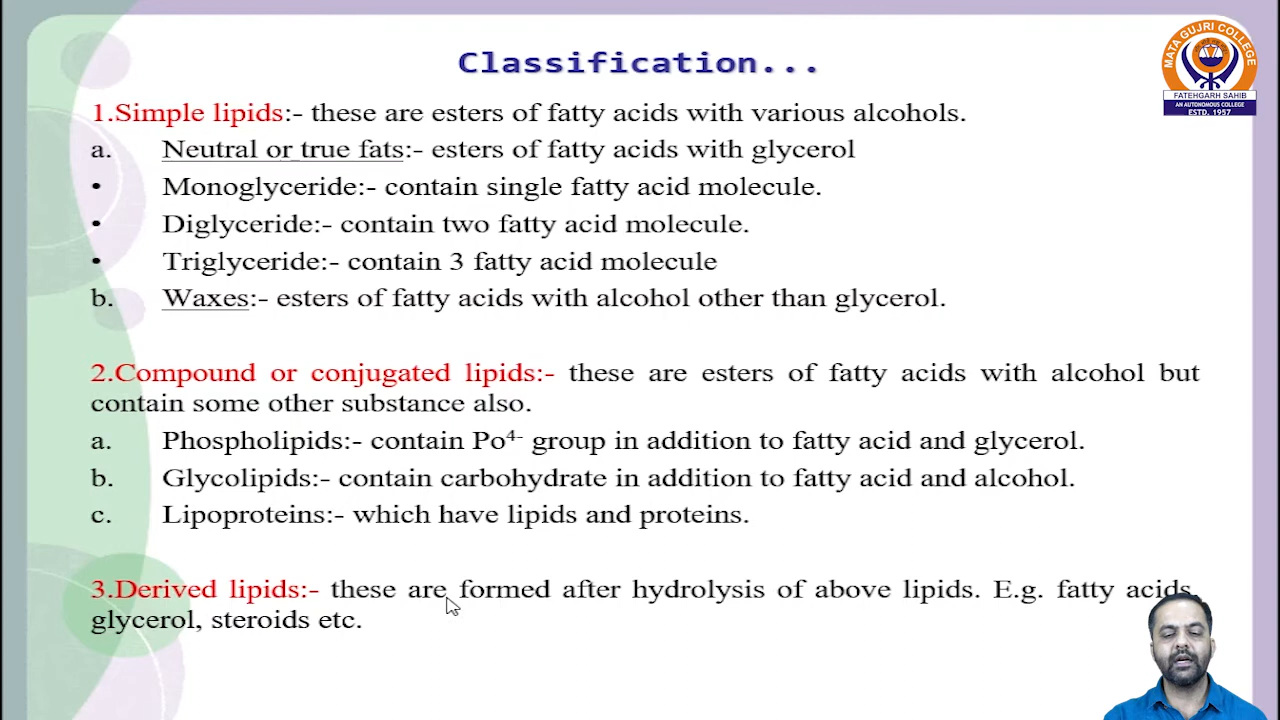 Classification...
MATA GUJRI COLLEGE
FATEHGARH SAHIB
AN AUTONOMOUS COLLEGE
ESTD. 1957
1.Simple lipids:- these are esters of fatty acids with various alcohols.
a. Neutral or true fats:- esters of fatty acids with glycerol
• Monoglyceride:- contain single fatty acid molecule.
• Diglyceride:- contain two fatty acid molecule.
• Triglyceride:- contain 3 fatty acid molecule
b. Waxes:- esters of fatty acids with alcohol other than glycerol.
2.Compound or conjugated lipids:- these are esters of fatty acids with alcohol but
contain some other substance also.
a. Phospholipids:- contain Po⁴⁻ group in addition to fatty acid and glycerol.
b. Glycolipids:- contain carbohydrate in addition to fatty acid and alcohol.
c. Lipoproteins:- which have lipids and proteins.
3.Derived lipids:- these are formed after hydrolysis of above lipids. E.g. fatty acids,
glycerol, steroids etc.